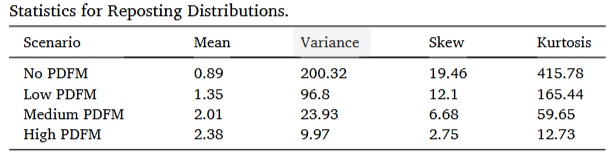 Statistics for Reposting Distributions.
Scenario Mean Variance Skew Kurtosis
No PDFM 0.89 200.32 19.46 415.78
Low PDFM 1.35 96.8 12.1 165.44
Medium PDFM 2.01 23.93 6.68 59.65
High PDFM 2.38 9.97 2.75 12.73